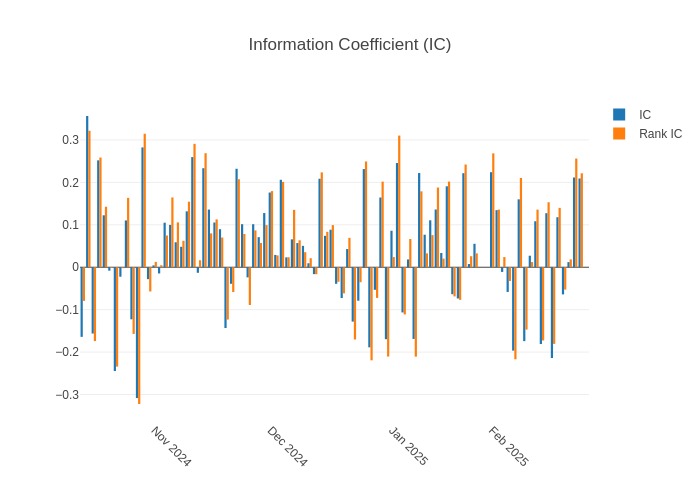 Information Coefficient (IC)
IC
Rank IC
0.3
0.2
0.1
0
−0.1
−0.2
−0.3
Nov 2024
Dec 2024
Jan 2025
Feb 2025